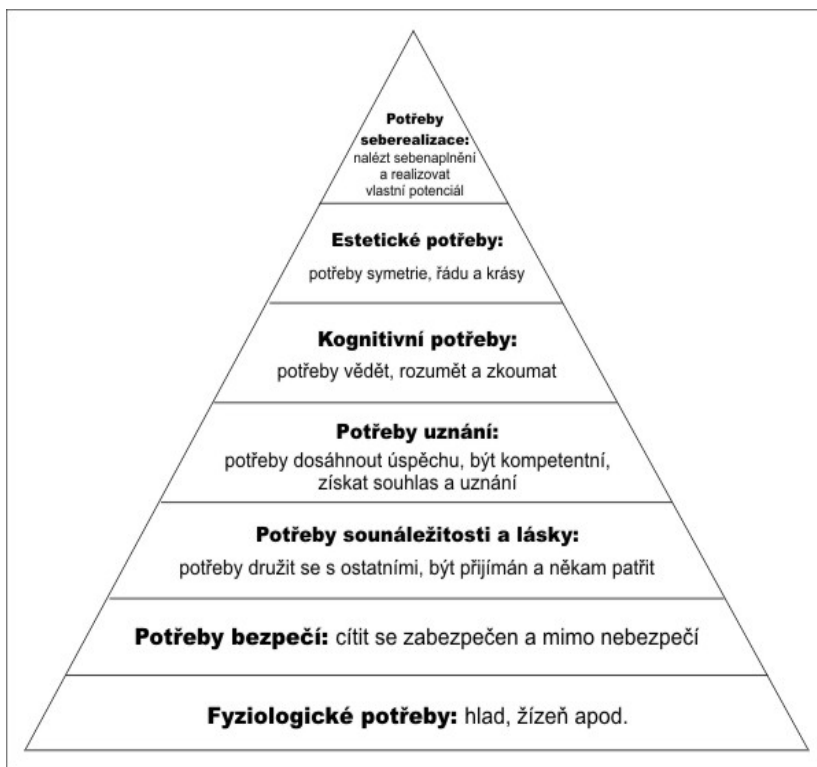 Potřeby
seberealizace:
nalézt sebenaplnění
a realizovat
vlastní potenciál
Estetické potřeby:
potřeby symetrie, řádu a krásy
Kognitivní potřeby:
potřeby vědět, rozumět a zkoumat
Potřeby uznání:
potřeby dosáhnout úspěchu, být kompetentní,
získat souhlas a uznání
Potřeby sounáležitosti a lásky:
potřeby družit se s ostatními, být přijímán a někam patřit
Potřeby bezpečí: cítit se zabezpečen a mimo nebezpečí
Fyziologické potřeby: hlad, žízeň apod.